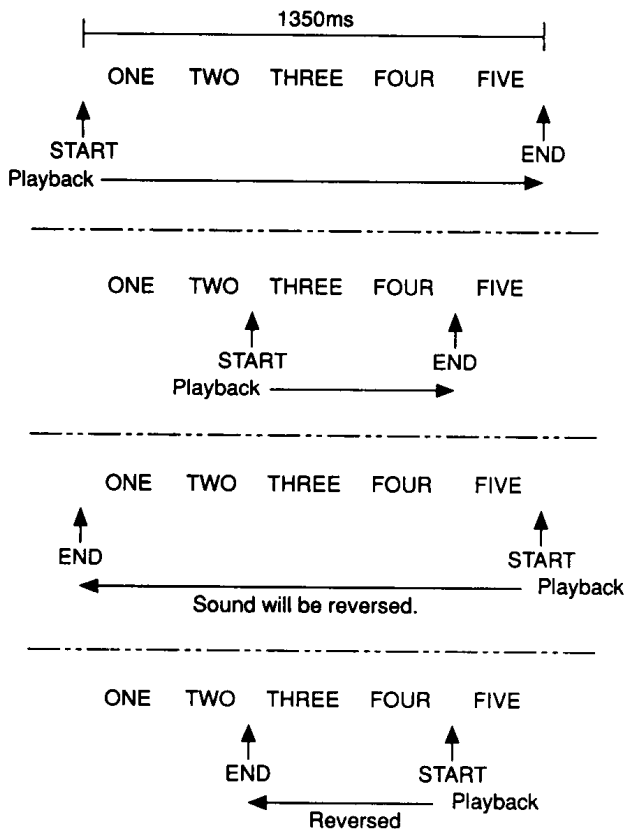 1350ms
ONE TWO THREE FOUR FIVE
START END
Playback
ONE TWO THREE FOUR FIVE
START END
Playback
ONE TWO THREE FOUR FIVE
END START
Playback
Sound will be reversed.
ONE TWO THREE FOUR FIVE
END START
Playback
Reversed